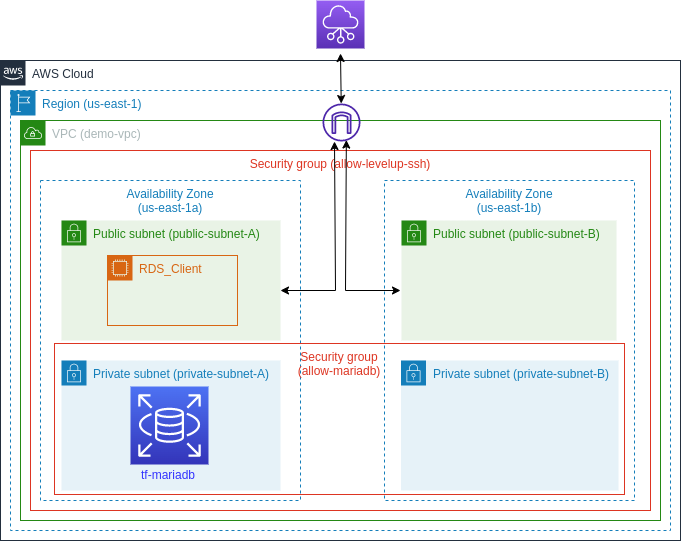 aws
AWS Cloud
Region (us-east-1)
VPC (demo-vpc)
Security group (allow-levelup-ssh)
Availability Zone
(us-east-1a)
Availability Zone
(us-east-1b)
Public subnet (public-subnet-A)
Public subnet (public-subnet-B)
RDS_Client
Security group
(allow-mariadb)
Private subnet (private-subnet-A)
Private subnet (private-subnet-B)
tf-mariadb